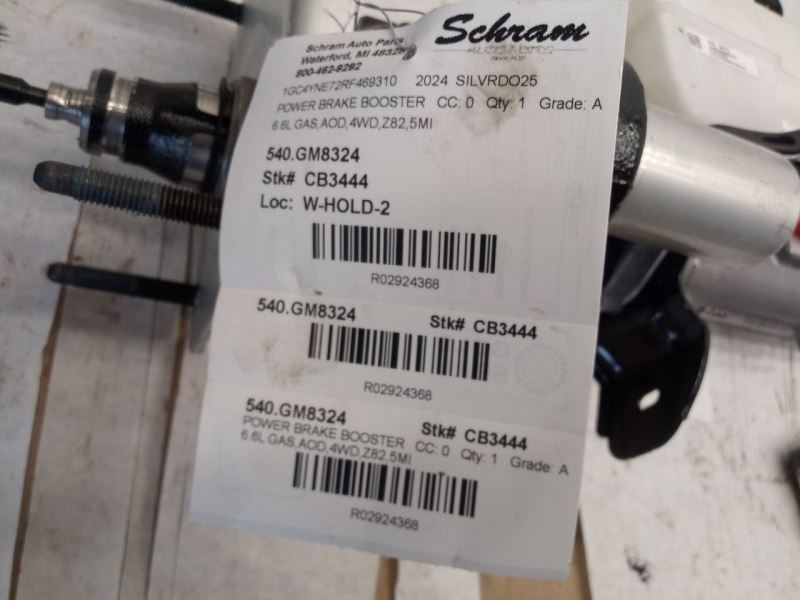 Schram
Schram Auto Parts
Waterford, MI 48328
800-462-9292
1GC4YNE72RF469310 2024 SILVRDO25
POWER BRAKE BOOSTER CC: 0 Qty: 1 Grade: A
6.6L GAS,AOD,4WD,Z82,5MI
540.GM8324
Stk# CB3444
Loc: W-HOLD-2
R02924368
540.GM8324 Stk# CB3444
R02924368
540.GM8324 Stk# CB3444
POWER BRAKE BOOSTER CC: 0 Qty: 1 Grade: A
6.6L GAS,AOD,4WD,Z82,5MI
R02924368